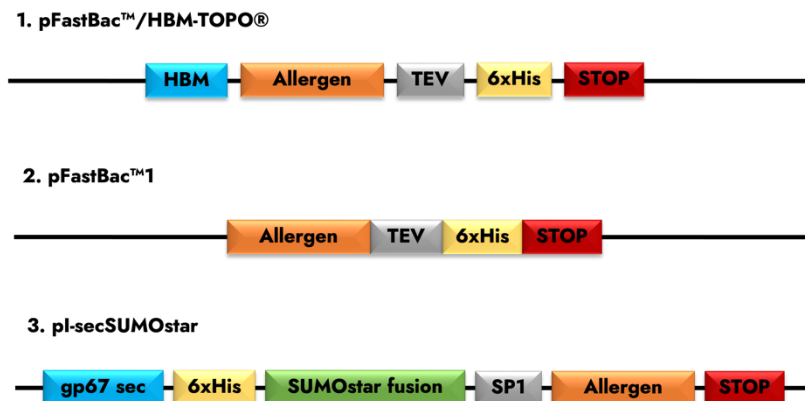 1. pFastBac™/HBM-TOPO®
HBM Allergen TEV 6xHis STOP
2. pFastBac™1
Allergen TEV 6xHis STOP
3. pI-secSUMOstar
gp67 sec 6xHis SUMOstar fusion SP1 Allergen STOP